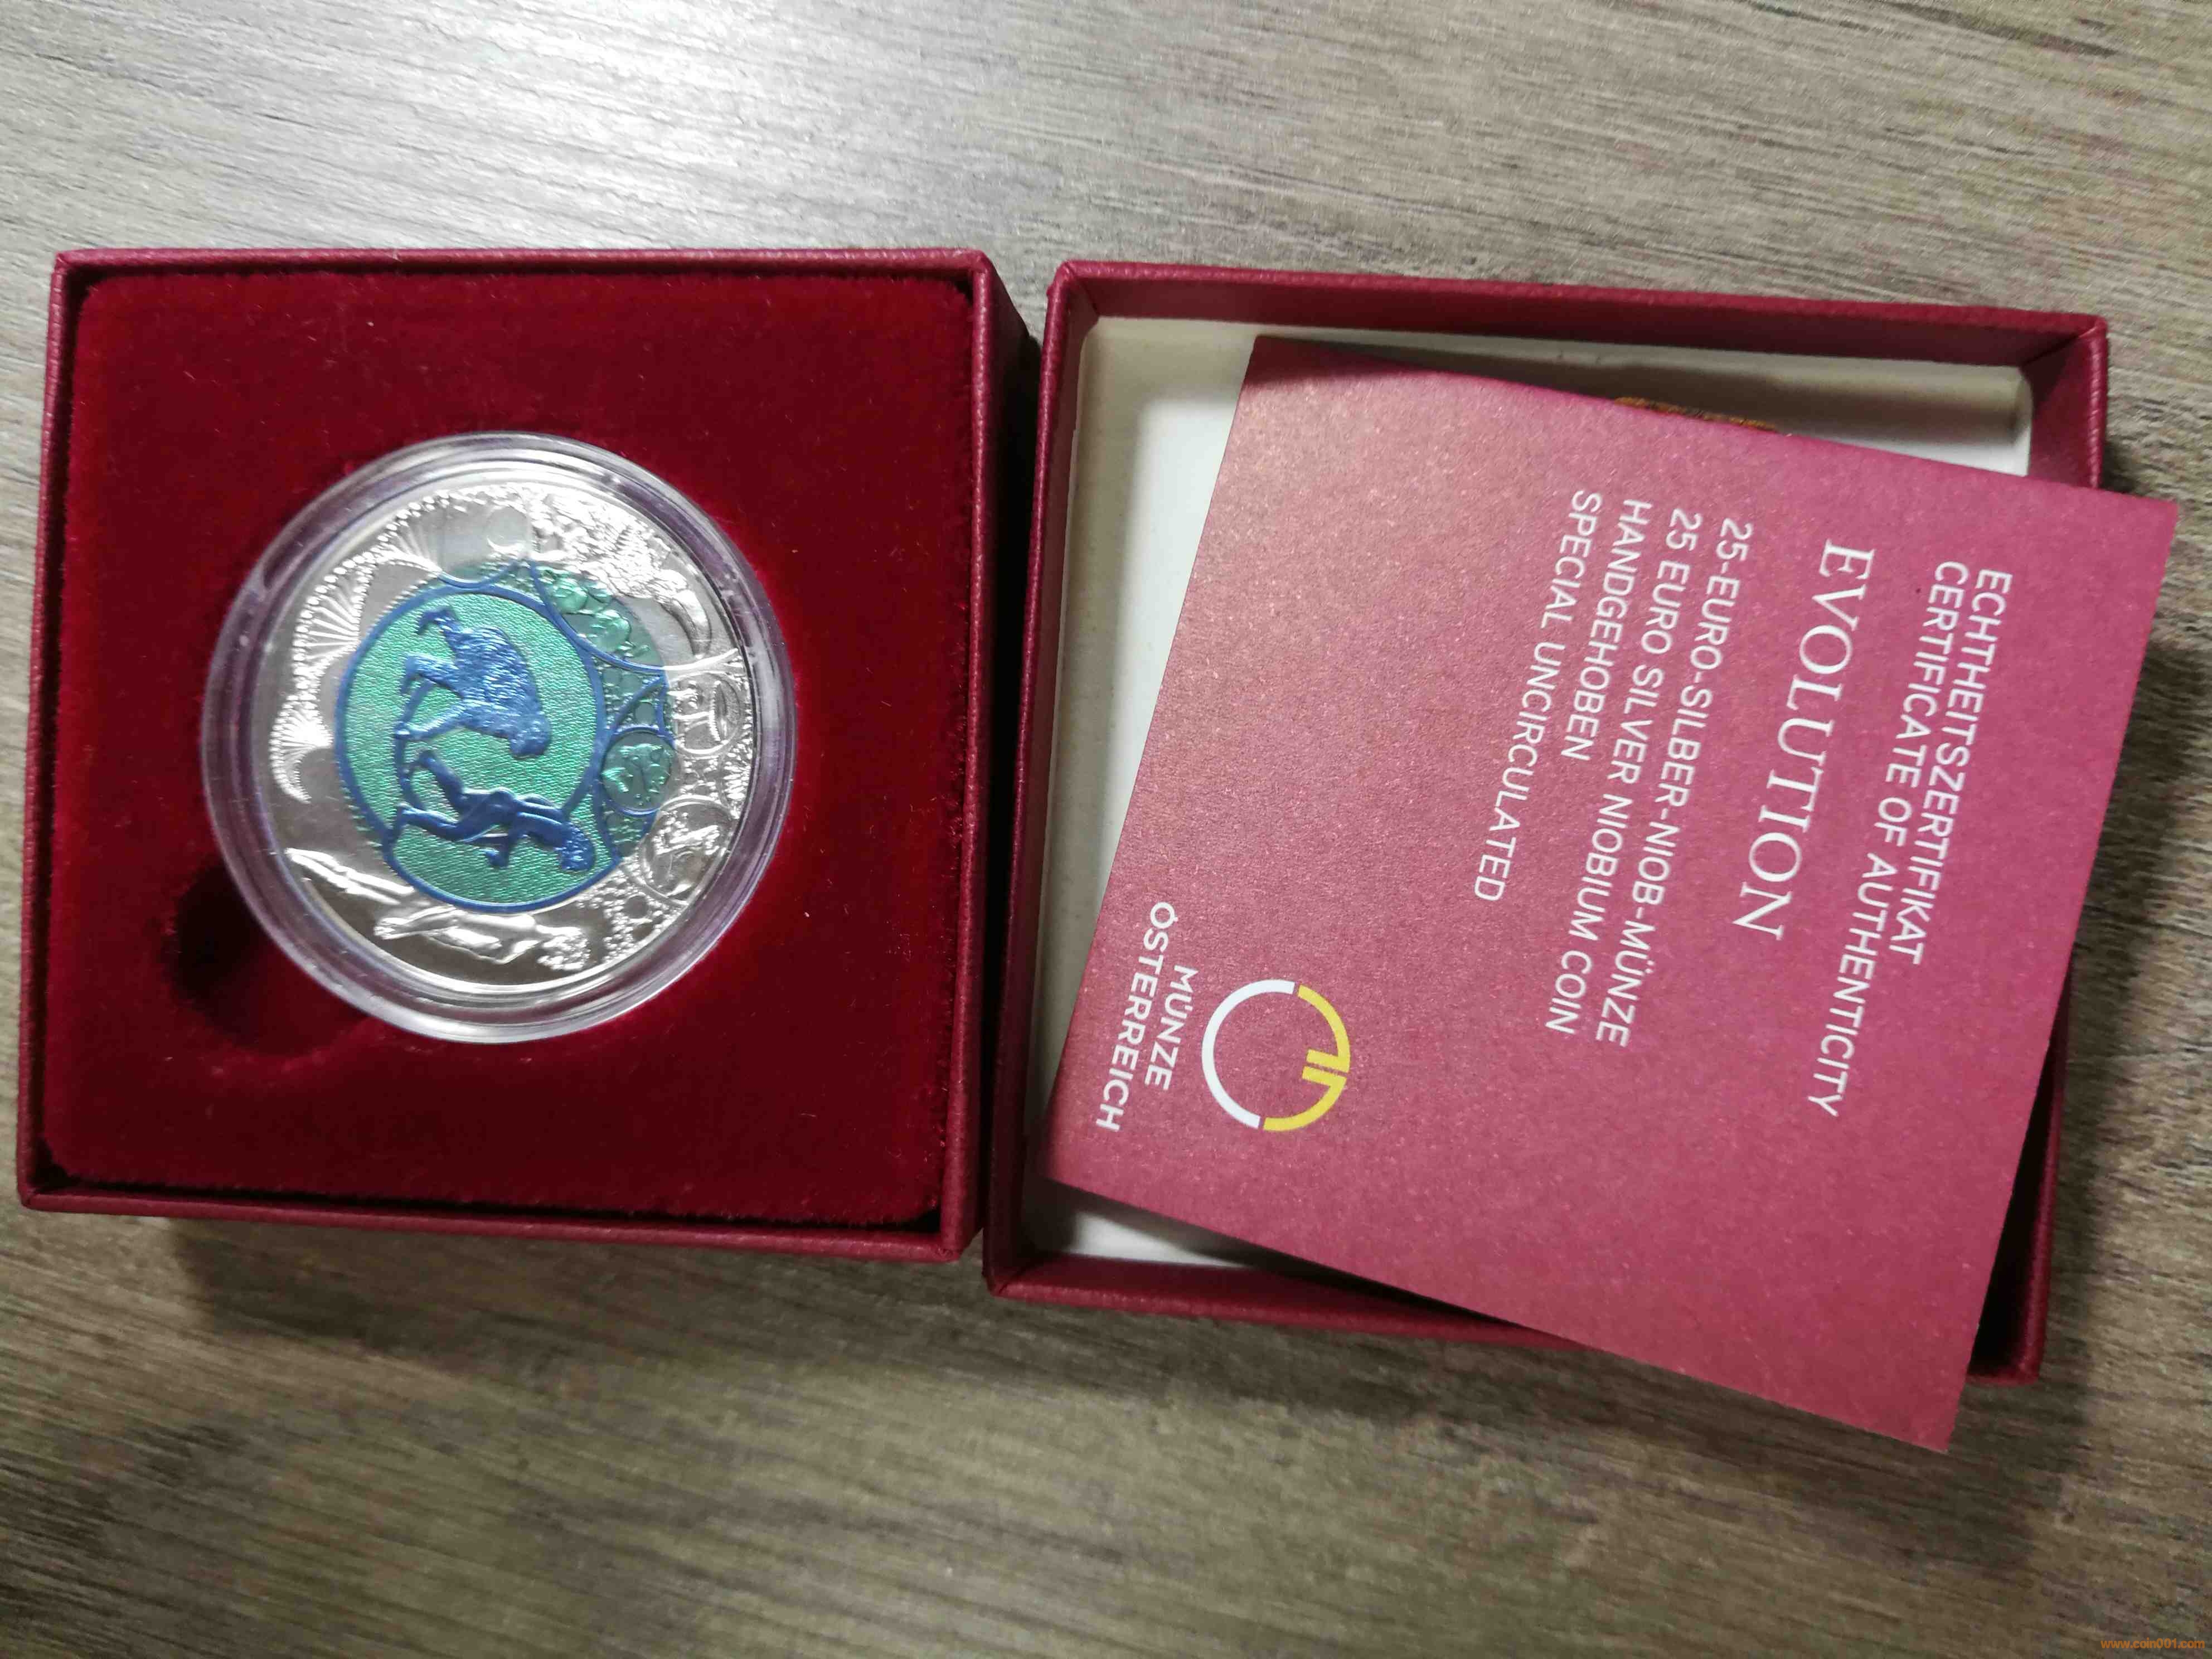 ECHTHEITSZERTIFIKAT
CERTIFICATE OF AUTHENTICITY
EVOLUTION
25-EURO-SILBER-NIOB-MÜNZE
25 EURO SILVER NIOBIUM COIN
HANDGEHOBEN
SPECIAL UNCIRCULATED
MÜNZE
ÖSTERREICH
www.coin001.com